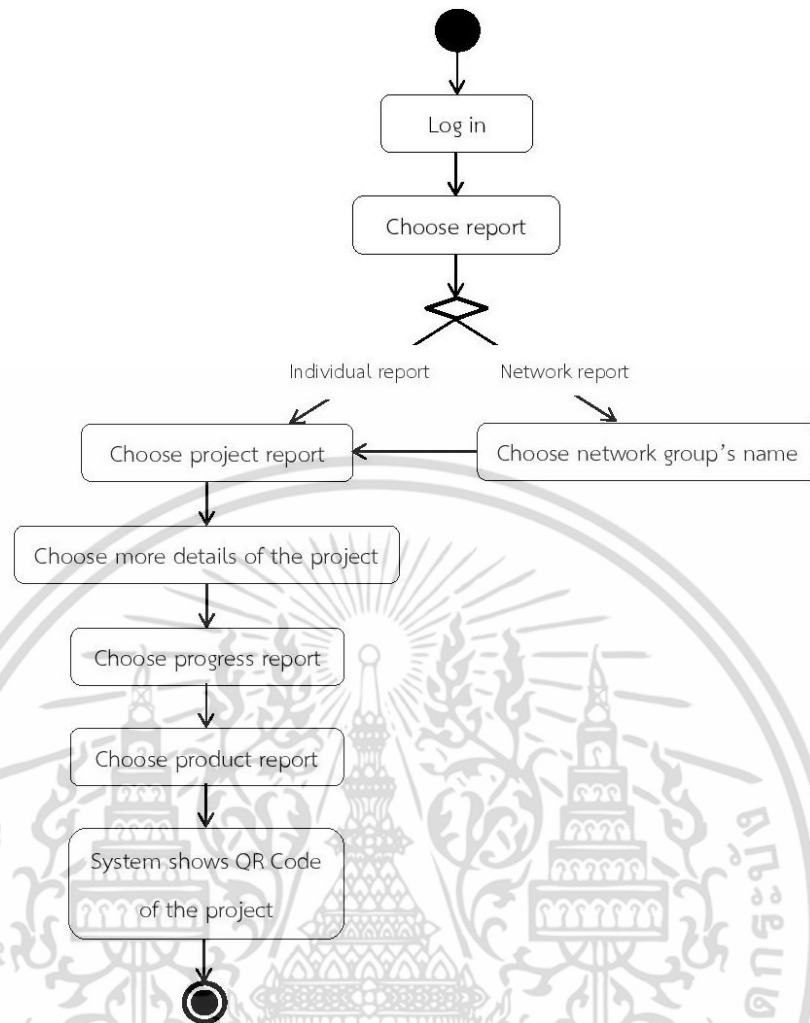 Log in
Choose report
Individual report
Network report
Choose project report
Choose network group's name
Choose more details of the project
Choose progress report
Choose product report
System shows QR Code
of the project